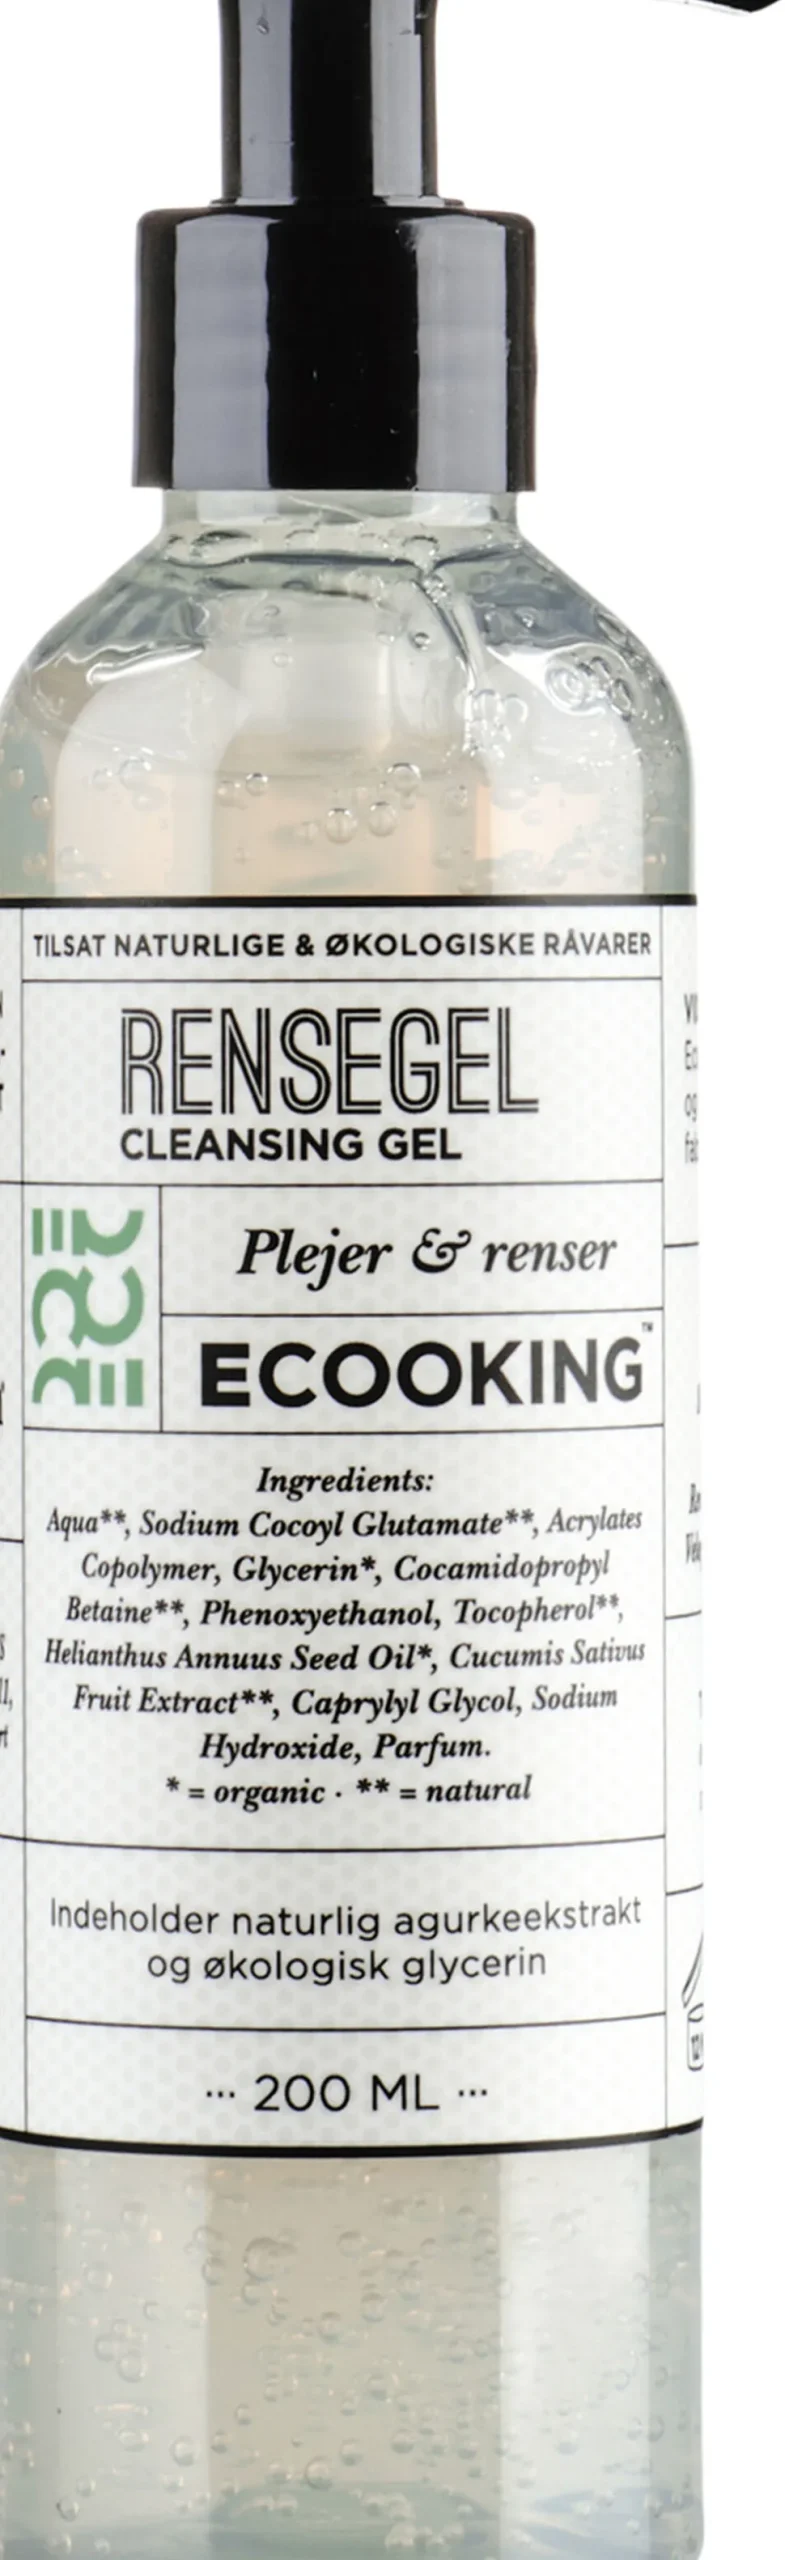 TILSAT NATURLIGE & ØKOLOGISKE RÅVARER
RENSEGEL
CLEANSING GEL
Plejer & renser
ECOOKING™
Ingredients:
Aqua**, Sodium Cocoyl Glutamate**, Acrylates
Copolymer, Glycerin*, Cocamidopropyl
Betaine**, Phenoxyethanol, Tocopherol**,
Helianthus Annuus Seed Oil*, Cucumis Sativus
Fruit Extract**, Caprylyl Glycol, Sodium
Hydroxide, Parfum.
* = organic · ** = natural
Indeholder naturlig agurkeekstrakt
og økologisk glycerin
... 200 ML ...